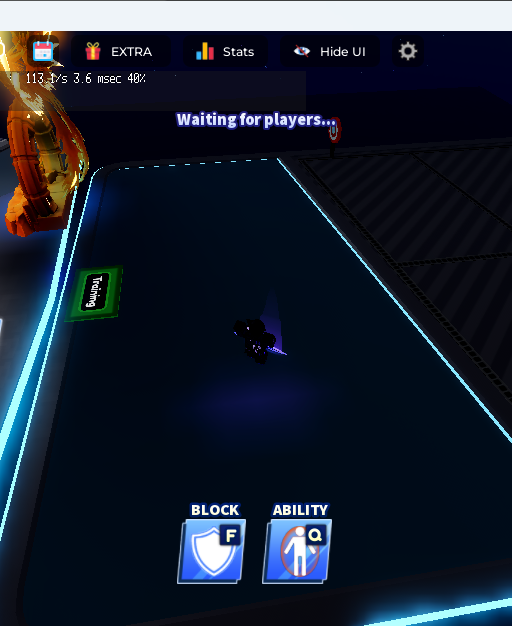 EXTRA
Stats
Hide UI
113.1/s 3.6 msec 40%
Waiting for players...
Training
BLOCK
ABILITY
F
Q